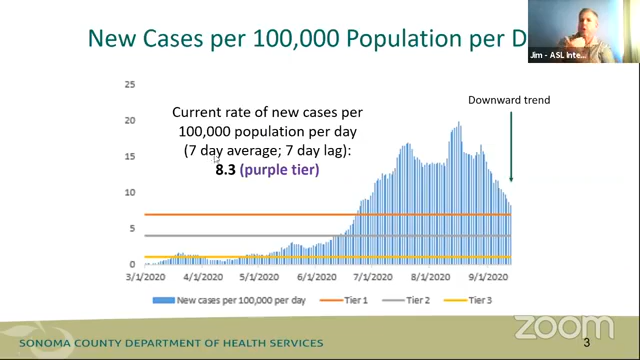 New Cases per 100,000 Population per D
Jim - ASL Inte...
Current rate of new cases per
100,000 population per day
(7 day average; 7 day lag):
8.3 (purple tier)
Downward trend
25
20
15
10
5
0
3/1/2020 4/1/2020 5/1/2020 6/1/2020 7/1/2020 8/1/2020 9/1/2020
New cases per 100,000 per day Tier 1 Tier 2 Tier 3
zoom
SONOMA COUNTY DEPARTMENT OF HEALTH SERVICES
3